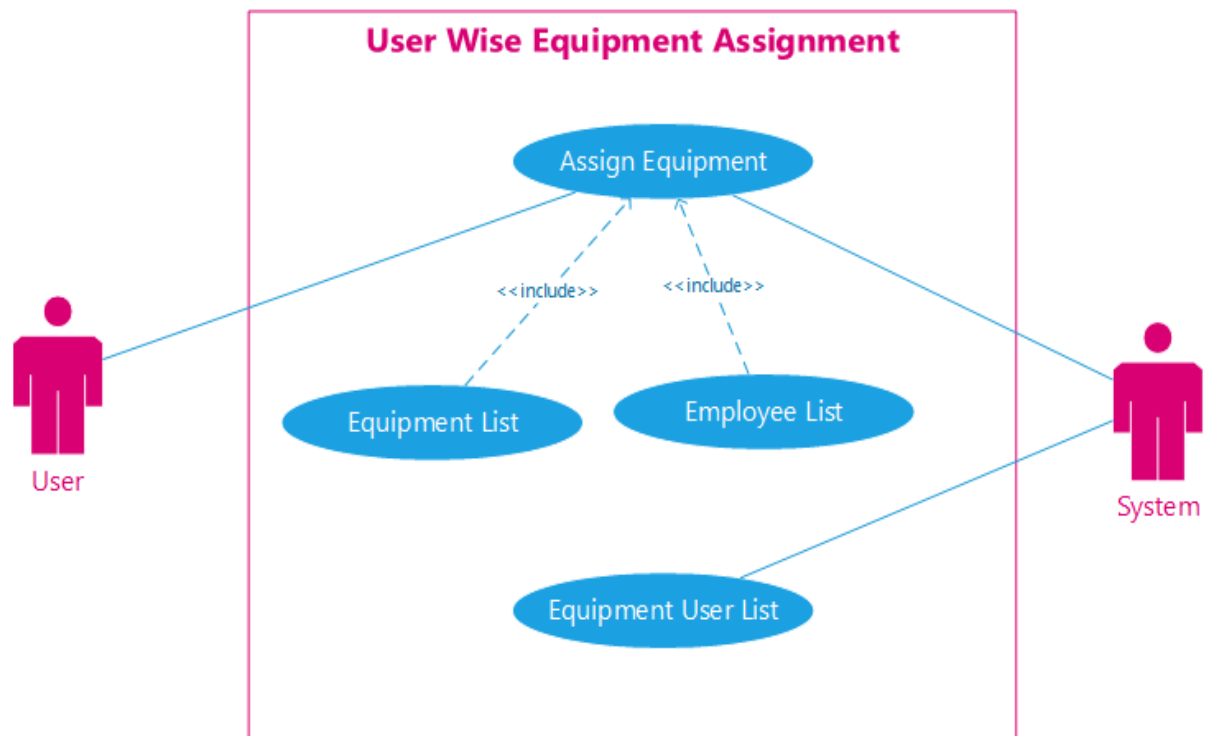 User Wise Equipment Assignment
Assign Equipment
<<include>>
<<include>>
Equipment List
Employee List
User
System
Equipment User List